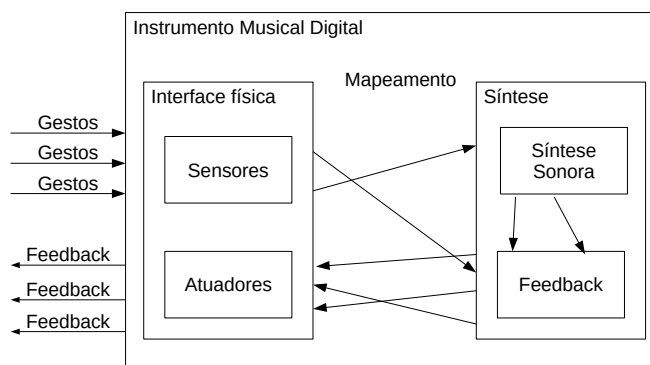 Instrumento Musical Digital
Mapeamento
Interface física
Síntese
Gestos
Gestos
Gestos
Sensores
Síntese
Sonora
Feedback
Feedback
Feedback
Atuadores
Feedback